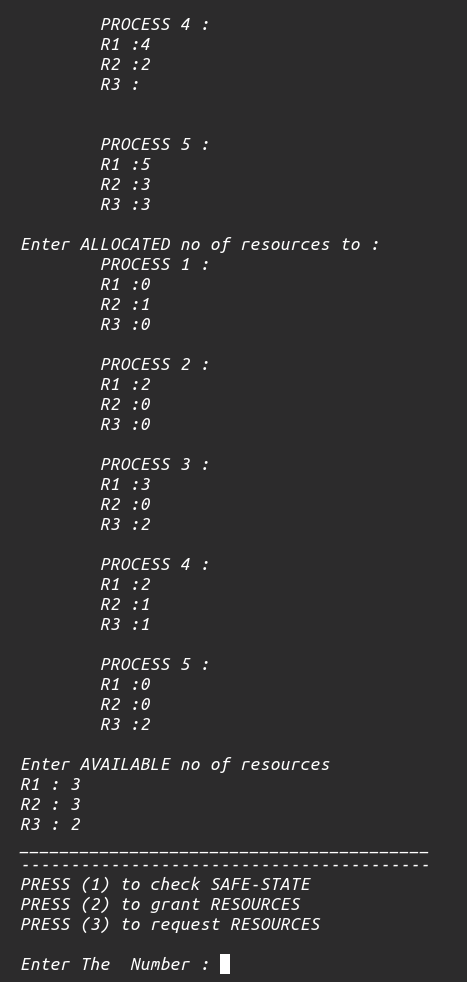 PROCESS 4 :
R1 :4
R2 :2
R3 :
PROCESS 5 :
R1 :5
R2 :3
R3 :3
Enter ALLOCATED no of resources to :
PROCESS 1 :
R1 :0
R2 :1
R3 :0
PROCESS 2 :
R1 :2
R2 :0
R3 :0
PROCESS 3 :
R1 :3
R2 :0
R3 :2
PROCESS 4 :
R1 :2
R2 :1
R3 :1
PROCESS 5 :
R1 :0
R2 :0
R3 :2
Enter AVAILABLE no of resources
R1 : 3
R2 : 3
R3 : 2
_________________________________________
-----------------------------------------
PRESS (1) to check SAFE-STATE
PRESS (2) to grant RESOURCES
PRESS (3) to request RESOURCES
Enter The  Number :